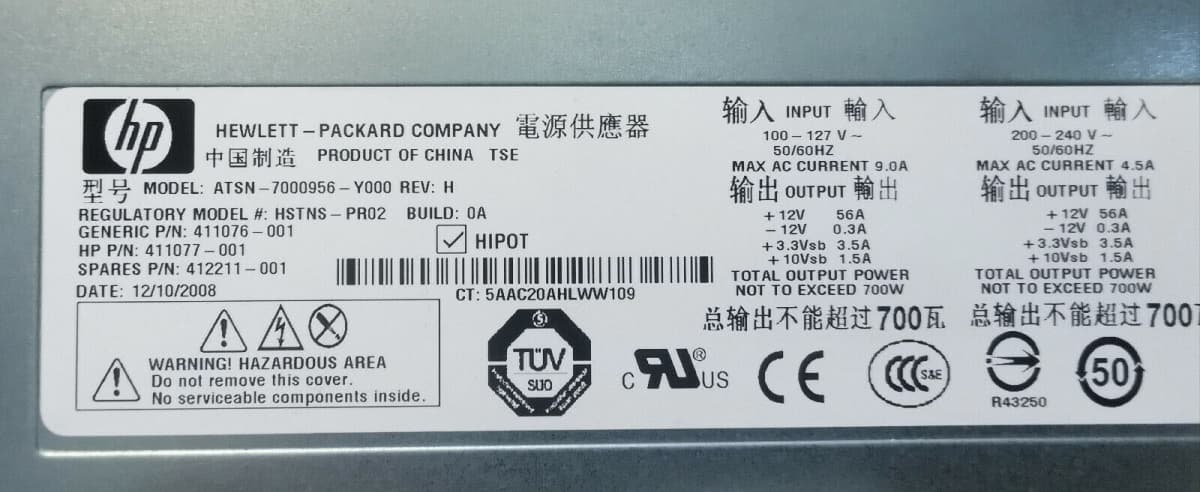 hp
HEWLETT-PACKARD COMPANY 電源供應器
中国制造 PRODUCT OF CHINA TSE
型号 MODEL: ATSN-7000956-Y000 REV: H
REGULATORY MODEL #: HSTNS-PR02 BUILD: 0A
GENERIC P/N: 411076-001
HP P/N: 411077-001
SPARES P/N: 412211-001
DATE: 12/10/2008
HIPOT
CT: 5AAC20AHLWW109
WARNING! HAZARDOUS AREA
Do not remove this cover.
No serviceable components inside.
输入 INPUT 輸入
100-127 V~
50/60HZ
MAX AC CURRENT 9.0A
输出 OUTPUT 輸出
+12V 56A
-12V 0.3A
+3.3Vsb 3.5A
+10Vsb 1.5A
TOTAL OUTPUT POWER
NOT TO EXCEED 700W
总输出不能超过700瓦
输入 INPUT 輸入
200-240 V~
50/60HZ
MAX AC CURRENT 4.5A
输出 OUTPUT 輸出
+12V 56A
-12V 0.3A
+3.3Vsb 3.5A
+10Vsb 1.5A
TOTAL OUTPUT POWER
NOT TO EXCEED 700W
总输出不能超过700
TÜV
SUD
c RU ® US
CE
CCC S&E
R43250
50